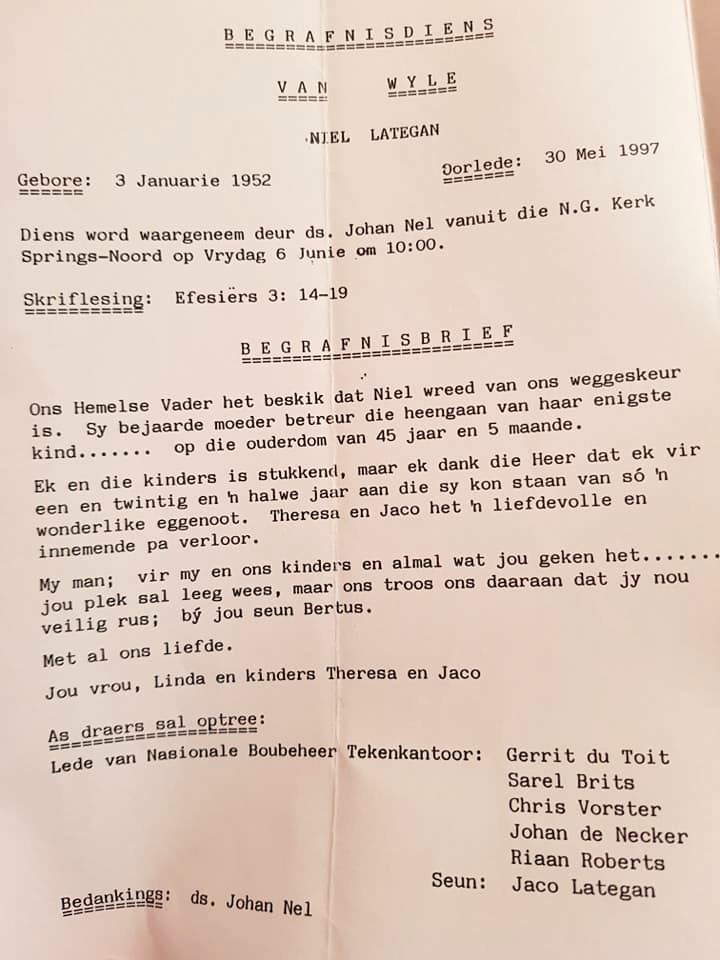 B E G R A F N I S D I E N S
V A N W Y L E
NIEL LATEGAN
Gebore: 3 Januarie 1952 Oorlede: 30 Mei 1997
Diens word waargeneem deur ds. Johan Nel vanuit die N.G. Kerk
Springs-Noord op Vrydag 6 Junie om 10:00.
Skriflesing: Efesiërs 3: 14-19
B E G R A F N I S B R I E F
Ons Hemelse Vader het beskik dat Niel wreed van ons weggeskeur
is. Sy bejaarde moeder betreur die heengaan van haar enigste
kind....... op die ouderdom van 45 jaar en 5 maande.
Ek en die kinders is stukkend, maar ek dank die Heer dat ek vir
een en twintig en 'n halwe jaar aan die sy kon staan van só 'n
wonderlike eggenoot. Theresa en Jaco het 'n liefdevolle en
innemende pa verloor.
My man; vir my en ons kinders en almal wat jou geken het.......
jou plek sal leeg wees, maar ons troos ons daaraan dat jy nou
veilig rus; bý jou seun Bertus.
Met al ons liefde.
Jou vrou, Linda en kinders Theresa en Jaco
As draers sal optree:
Lede van Nasionale Boubeheer Tekenkantoor: Gerrit du Toit
Sarel Brits
Chris Vorster
Johan de Necker
Riaan Roberts
Seun: Jaco Lategan
Bedankings: ds. Johan Nel